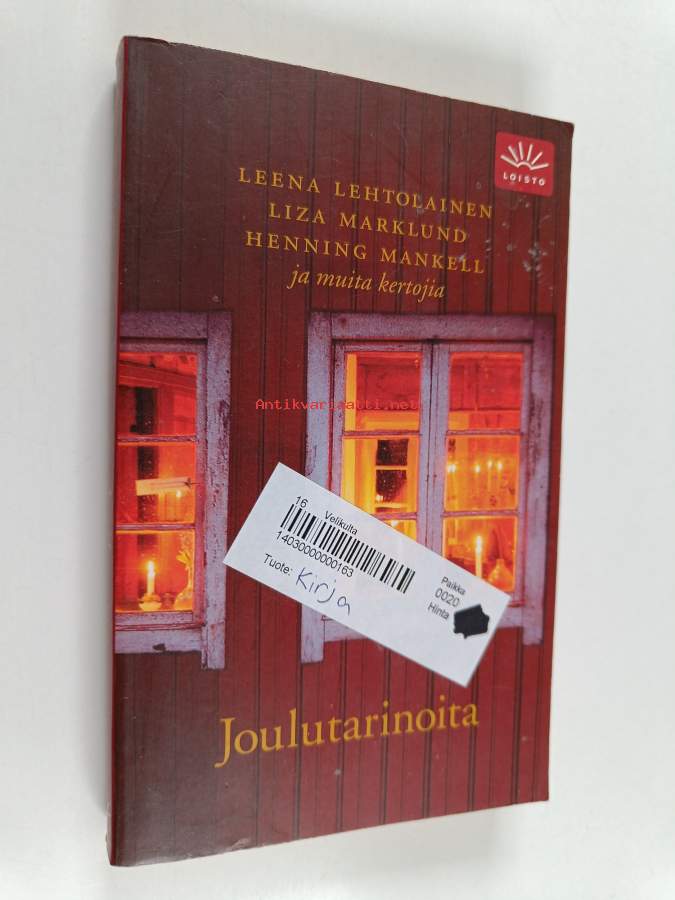 LOISTO
LEENA LEHTOLAINEN
LIZA MARKLUND
HENNING MANKELL
ja muita kertojia
Antikvariaatti.net
16 Velikulta
14030000000163
Tuote: Kirja
Paikka
0020
Hinta
Joulutarinoita